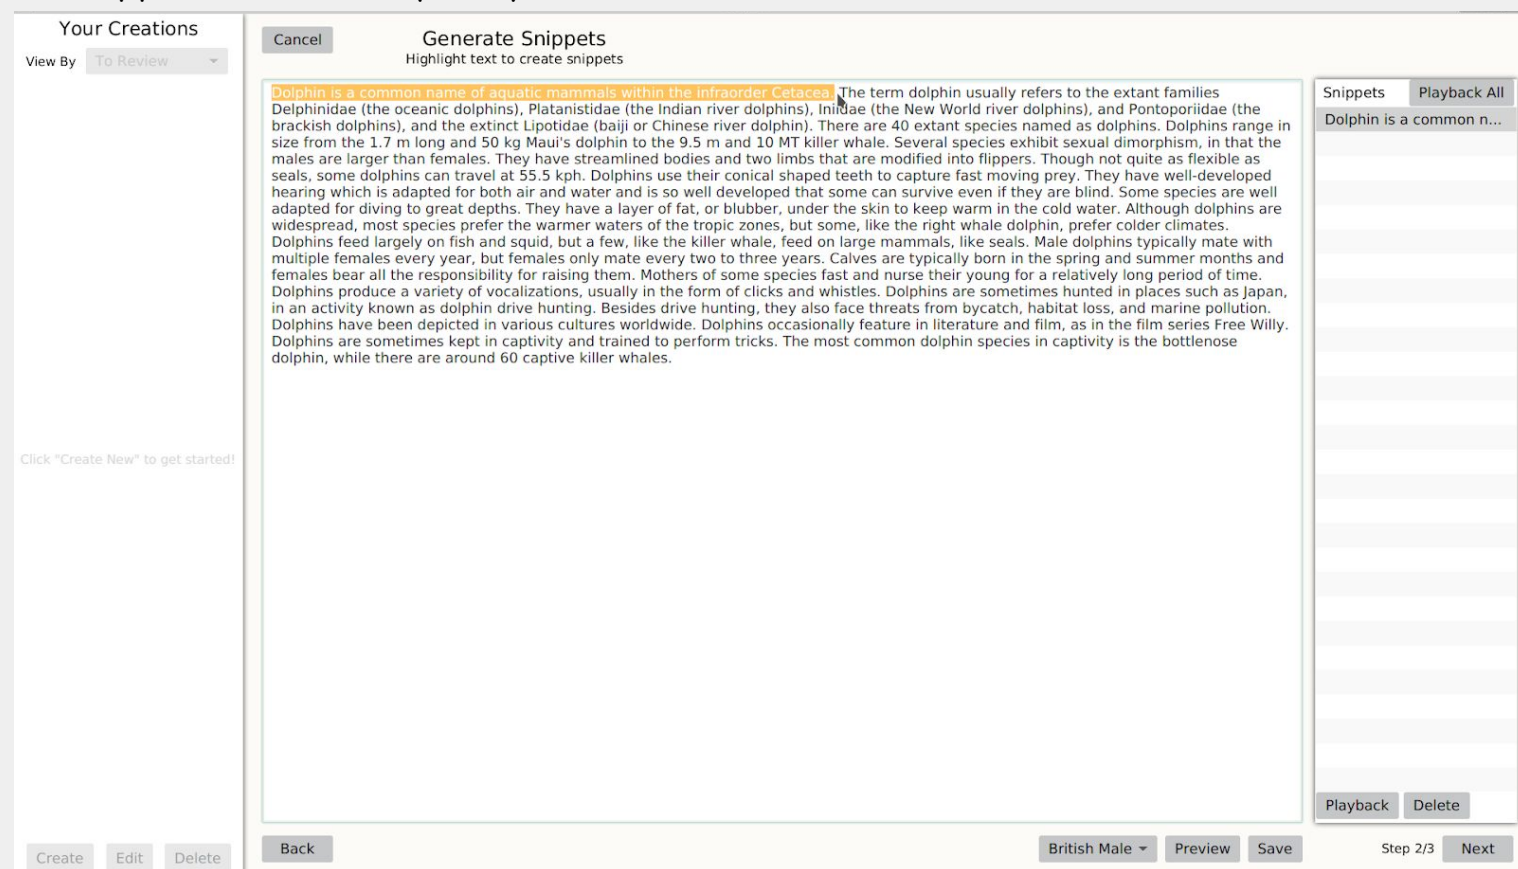 Your Creations
View By To Review
Click "Create New" to get started!
Create Edit Delete
Cancel
Generate Snippets
Highlight text to create snippets
Dolphin is a common name of aquatic mammals within the infraorder Cetacea. The term dolphin usually refers to the extant families
Delphinidae (the oceanic dolphins), Platanistidae (the Indian river dolphins), Iniidae (the New World river dolphins), and Pontoporiidae (the
brackish dolphins), and the extinct Lipotidae (baiji or Chinese river dolphin). There are 40 extant species named as dolphins. Dolphins range in
size from the 1.7 m long and 50 kg Maui's dolphin to the 9.5 m and 10 MT killer whale. Several species exhibit sexual dimorphism, in that the
males are larger than females. They have streamlined bodies and two limbs that are modified into flippers. Though not quite as flexible as
seals, some dolphins can travel at 55.5 kph. Dolphins use their conical shaped teeth to capture fast moving prey. They have well-developed
hearing which is adapted for both air and water and is so well developed that some can survive even if they are blind. Some species are well
adapted for diving to great depths. They have a layer of fat, or blubber, under the skin to keep warm in the cold water. Although dolphins are
widespread, most species prefer the warmer waters of the tropic zones, but some, like the right whale dolphin, prefer colder climates.
Dolphins feed largely on fish and squid, but a few, like the killer whale, feed on large mammals, like seals. Male dolphins typically mate with
multiple females every year, but females only mate every two to three years. Calves are typically born in the spring and summer months and
females bear all the responsibility for raising them. Mothers of some species fast and nurse their young for a relatively long period of time.
Dolphins produce a variety of vocalizations, usually in the form of clicks and whistles. Dolphins are sometimes hunted in places such as Japan,
in an activity known as dolphin drive hunting. Besides drive hunting, they also face threats from bycatch, habitat loss, and marine pollution.
Dolphins have been depicted in various cultures worldwide. Dolphins occasionally feature in literature and film, as in the film series Free Willy.
Dolphins are sometimes kept in captivity and trained to perform tricks. The most common dolphin species in captivity is the bottlenose
dolphin, while there are around 60 captive killer whales.
Back
British Male Preview Save
Snippets Playback All
Dolphin is a common n...
Playback Delete
Step 2/3 Next